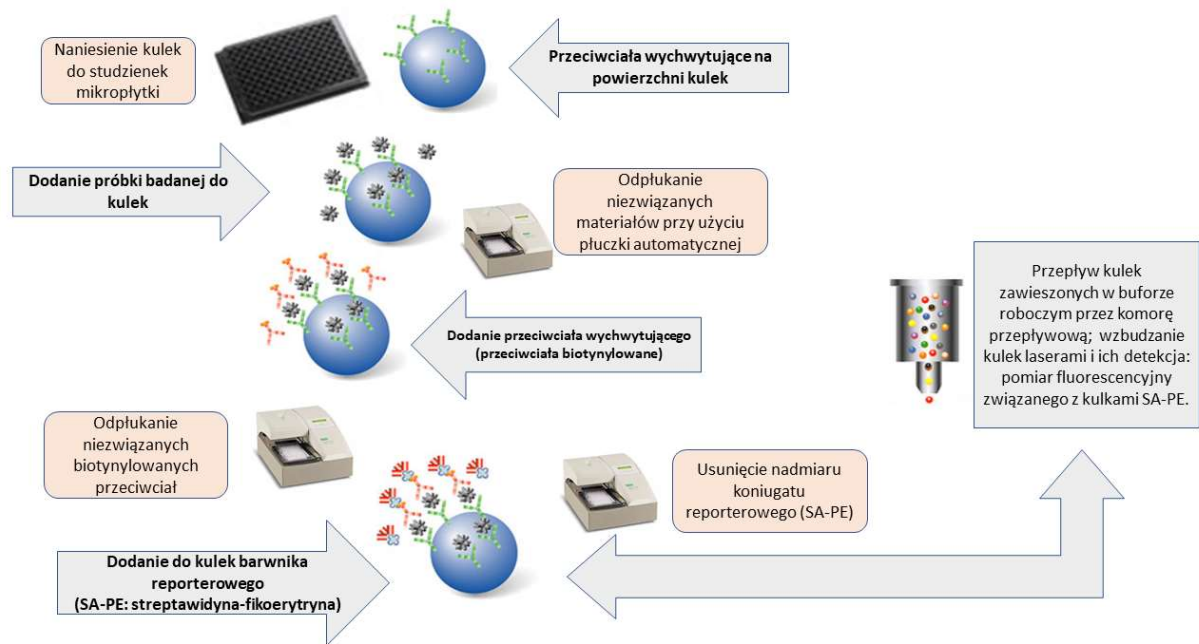 Naniesienie kulek
do studzienek
mikropłytki
Przeciwciała wychwytujące na
powierzchni kulek
Dodanie próbki badanej do
kulek
Odpłukanie
niezwiązanych
materiałów przy użyciu
płuczki automatycznej
Dodanie przeciwciała wychwytującego
(przeciwciała biotynylowane)
Przepływ kulek
zawieszonych w buforze
roboczym przez komorę
przepływową; wzbudzanie
kulek laserami i ich detekcja:
pomiar fluorescencyjny
związanego z kulkami SA-PE.
Odpłukanie
niezwiązanych
biotynylowanych
przeciwciał
Usunięcie nadmiaru
koniugatu
reporterowego (SA-PE)
Dodanie do kulek barwnika
reporterowego
(SA-PE: streptawidyna-fikoerytryna)